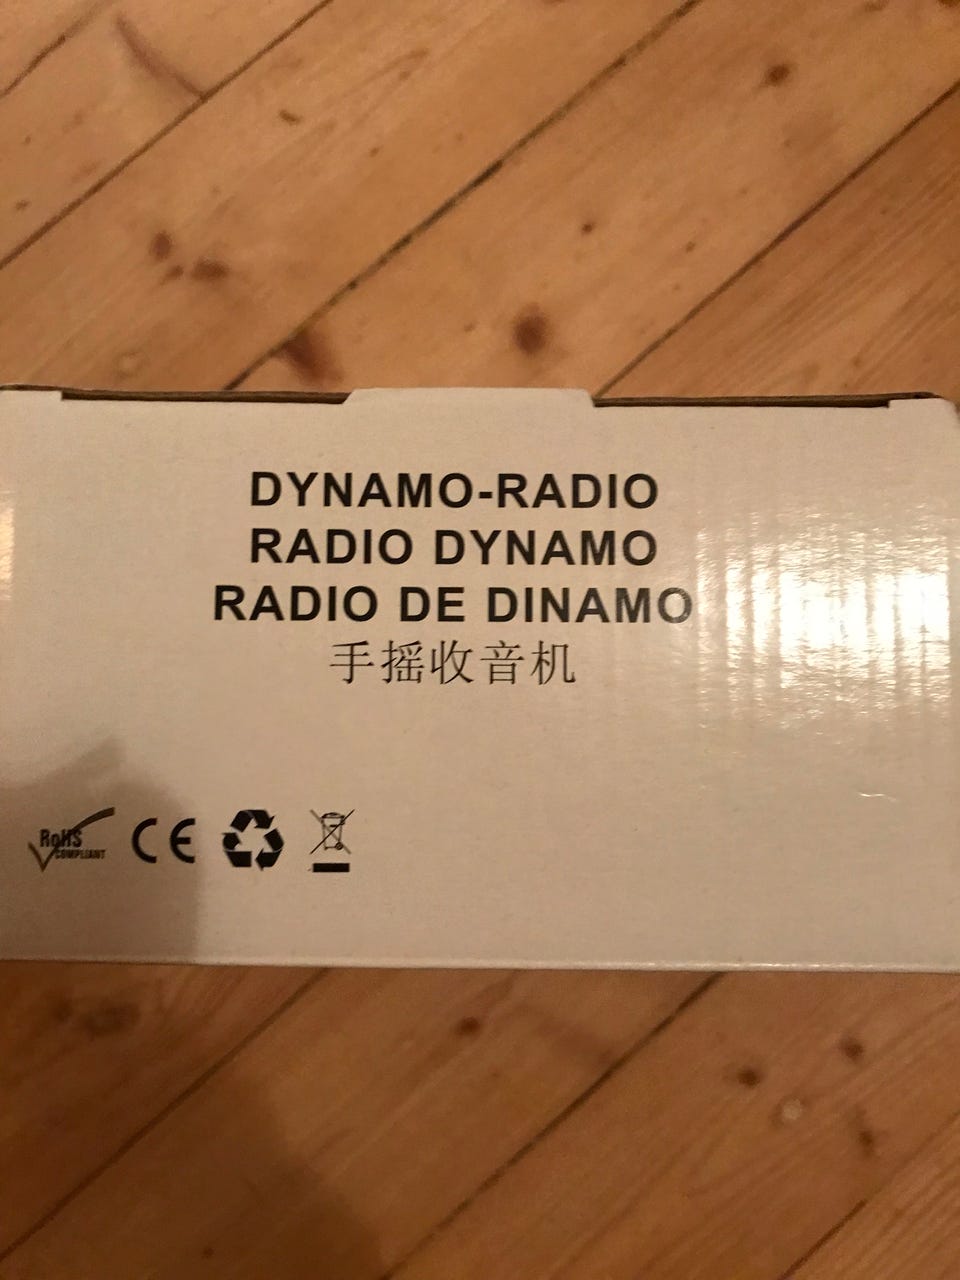 DYNAMO-RADIO
RADIO DYNAMO
RADIO DE DINAMO
手摇收音机
RoHS
COMPLIANT
CE